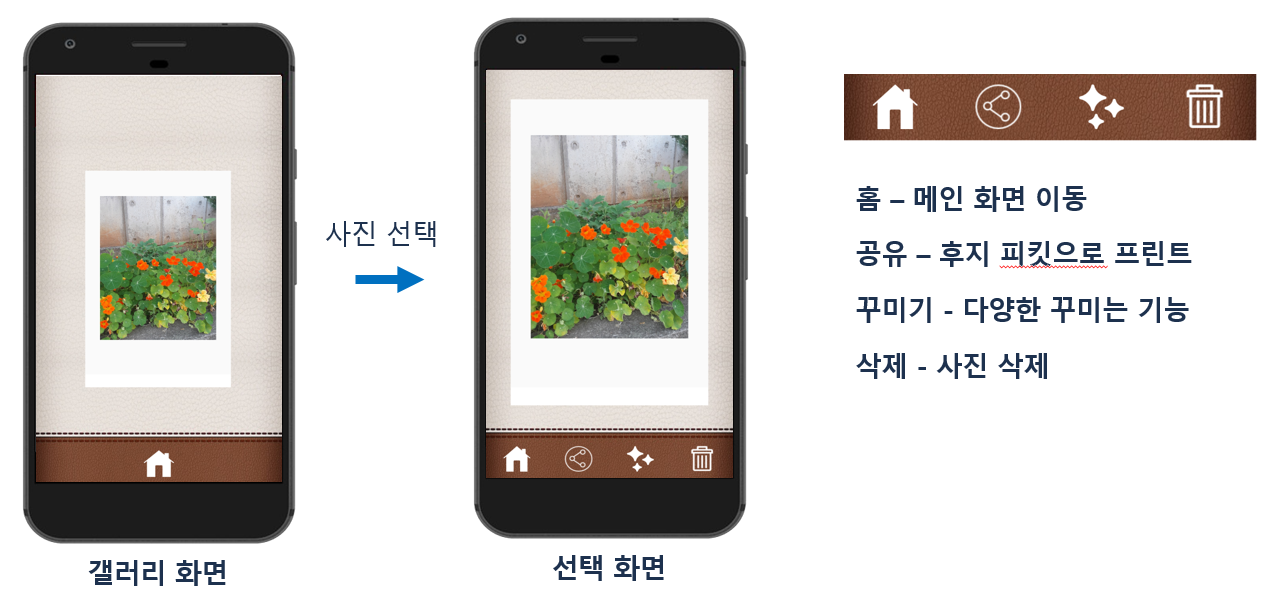 사진 선택
갤러리 화면
선택 화면
홈 – 메인 화면 이동
공유 – 후지 피킷으로 프린트
꾸미기 - 다양한 꾸미는 기능
삭제 - 사진 삭제